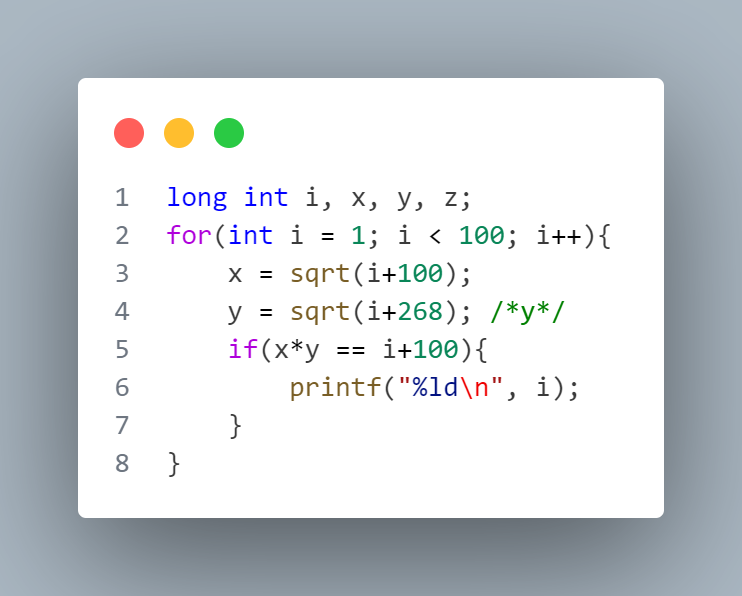 1 long int i, x, y, z;
2 for(int i = 1; i < 100; i++){
3     x = sqrt(i+100);
4     y = sqrt(i+268); /*y*/
5     if(x*y == i+100){
6         printf("%ld\n", i);
7     }
8 }